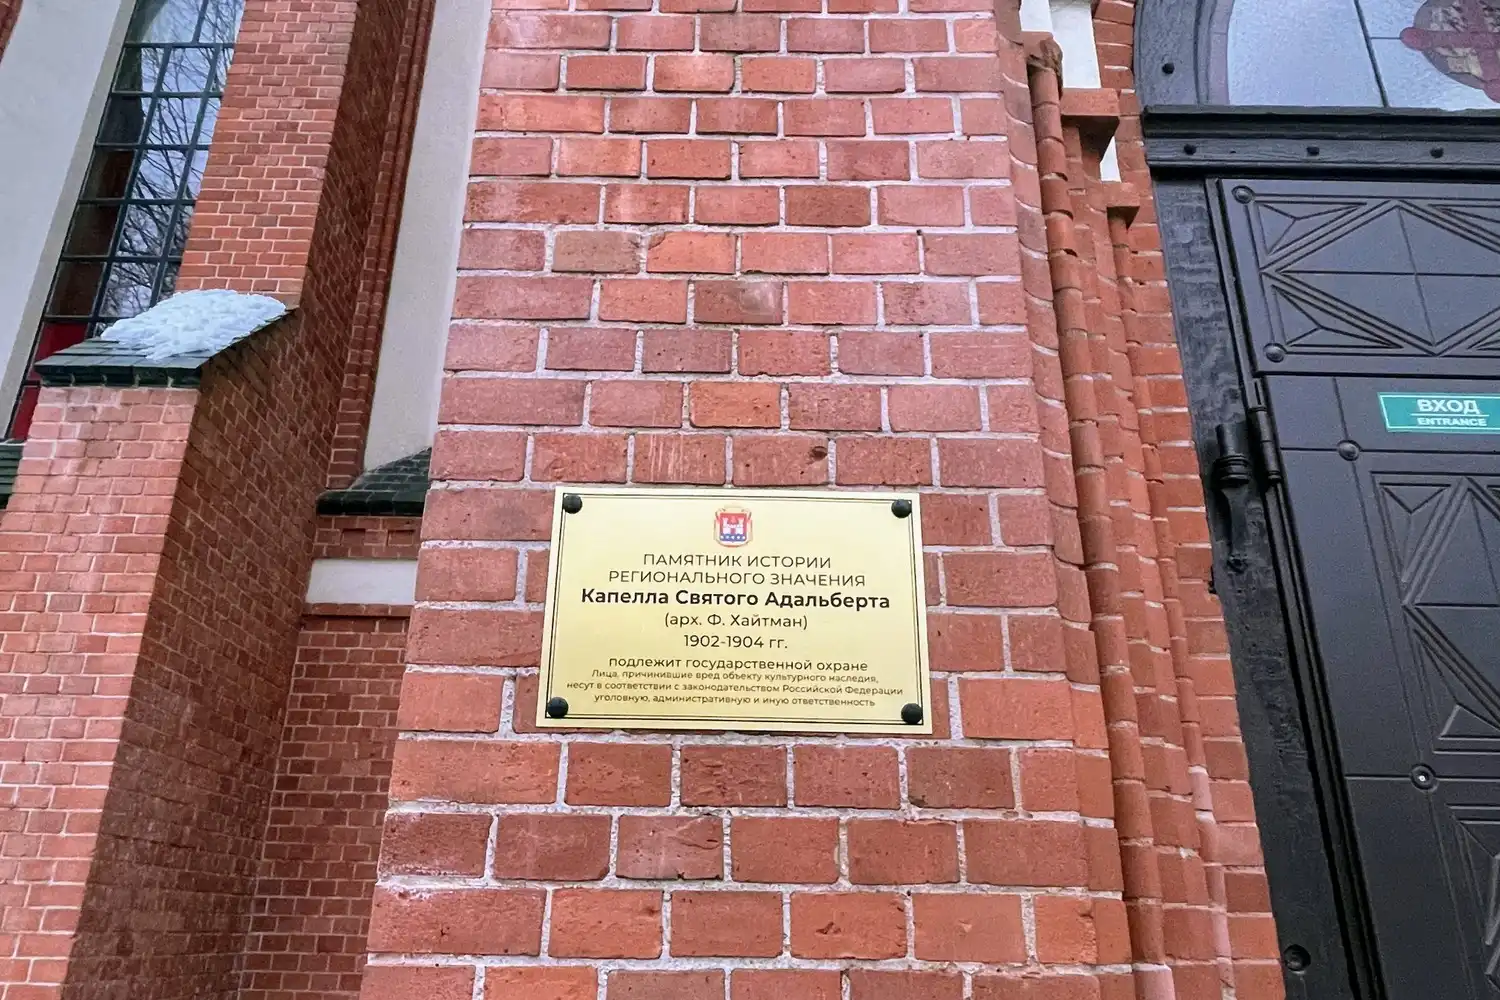 ПАМЯТНИК ИСТОРИИ
РЕГИОНАЛЬНОГО ЗНАЧЕНИЯ
Капелла Святого Адальберта
(арх. Ф. Хайтман)
1902-1904 гг.
подлежит государственной охране
Лица, причинившие вред объекту культурного наследия,
несут в соответствии с законодательством Российской Федерации
уголовную, административную и иную ответственность
ВХОД
ENTRANCE